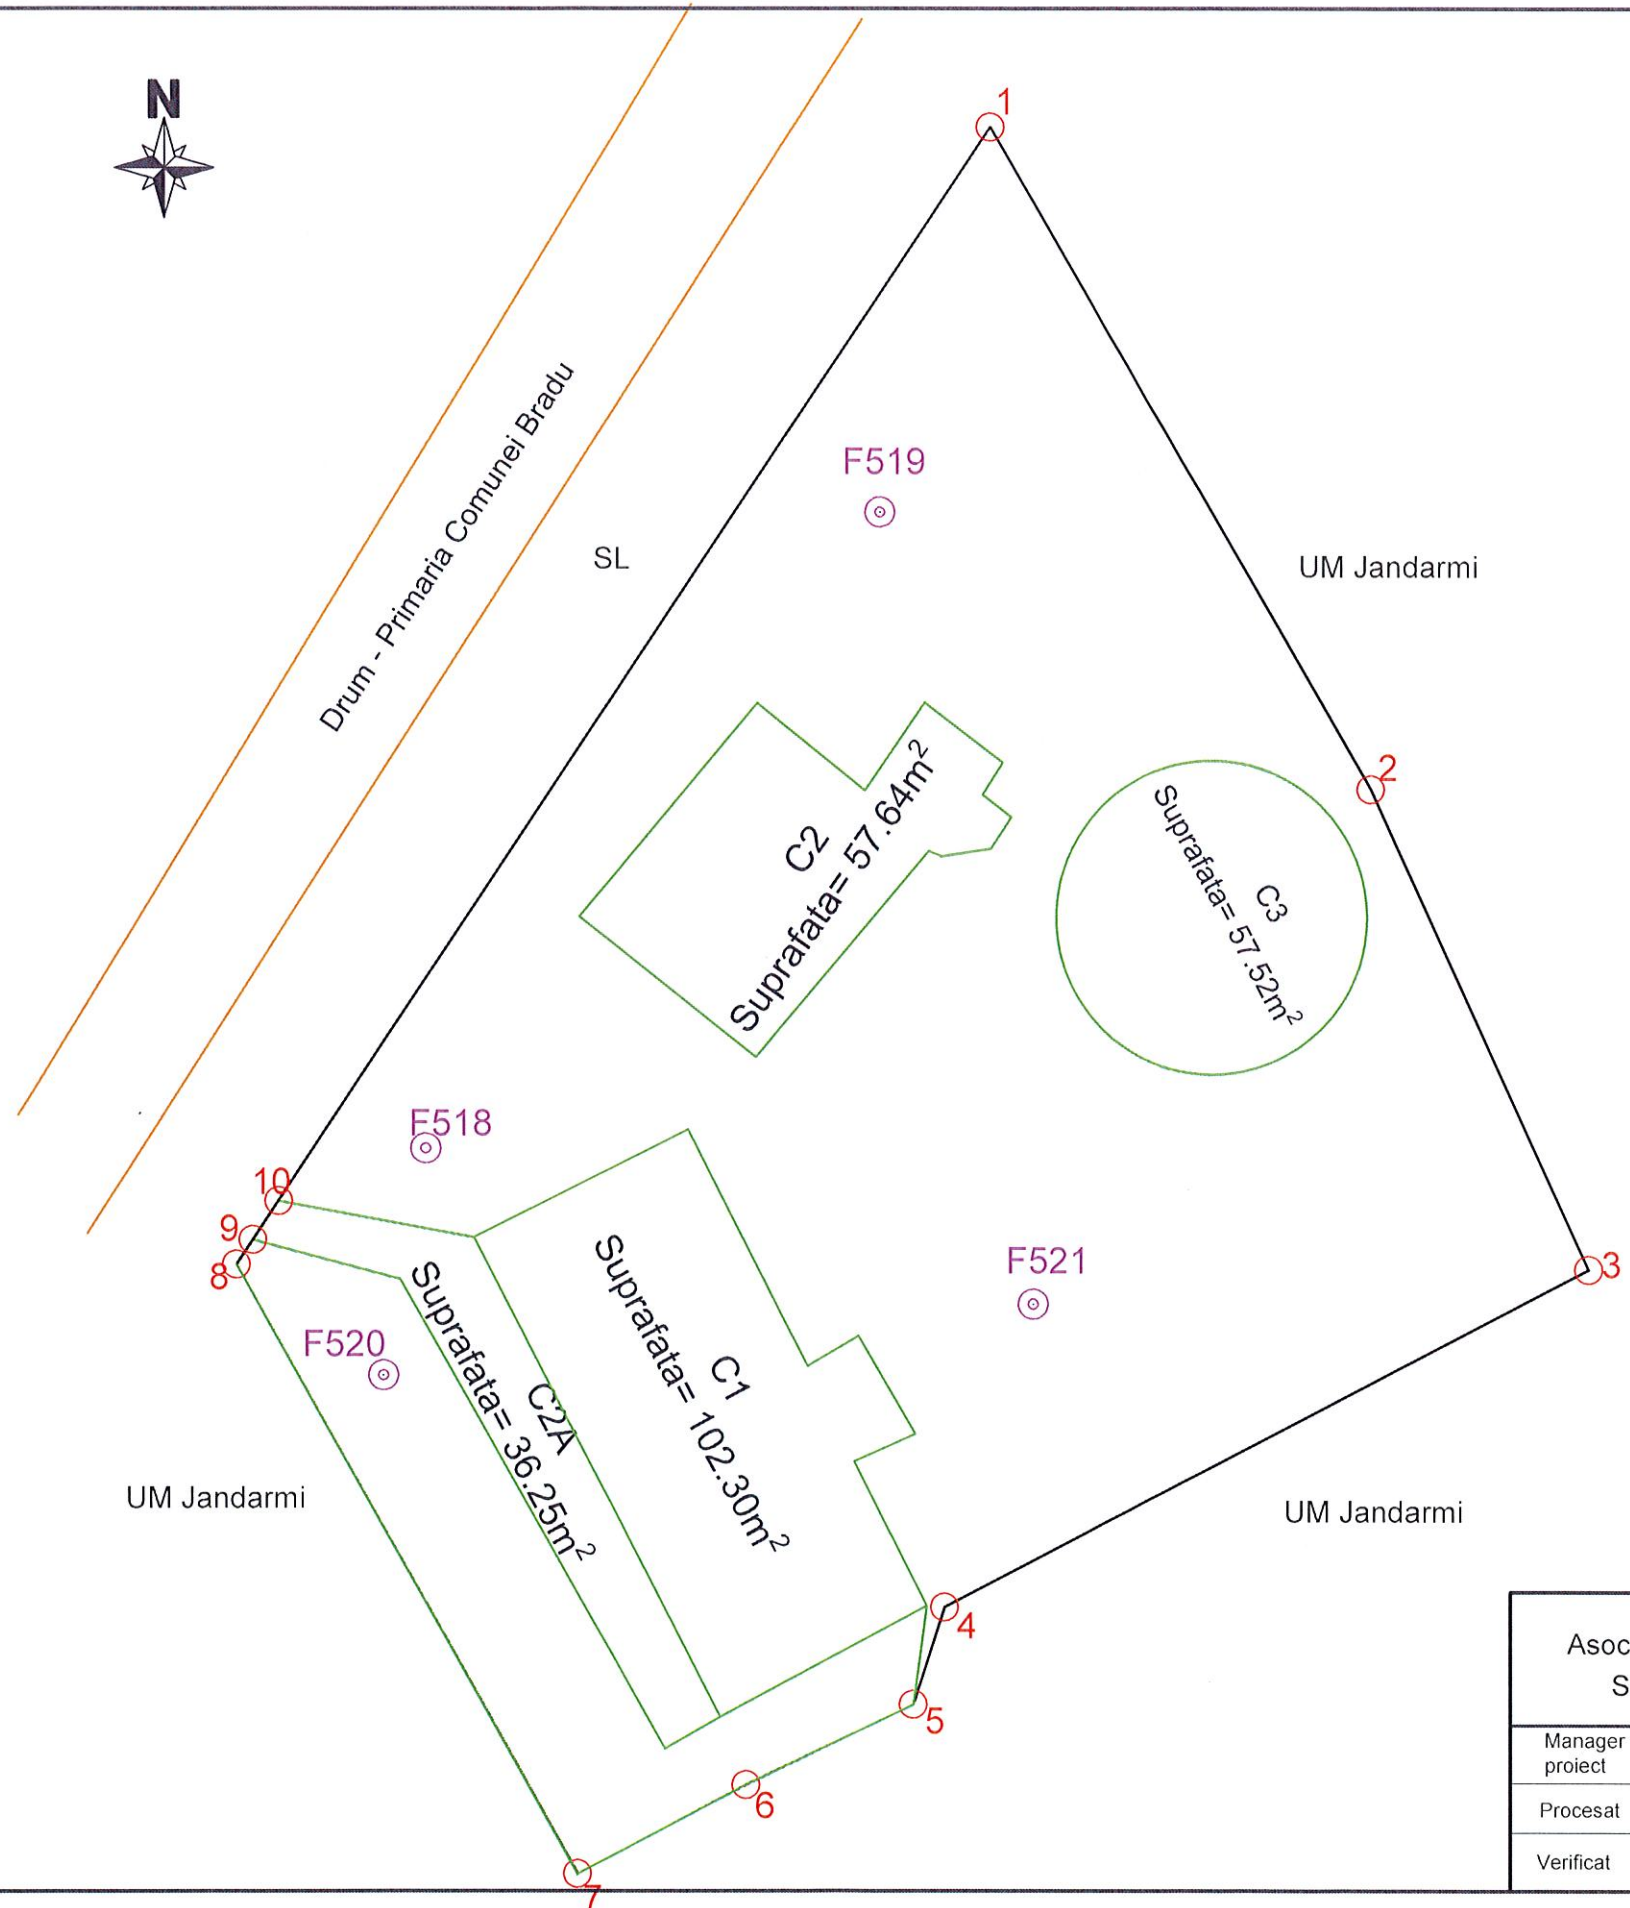 N
1
Drum - Primaria Comunei Bradu
SL
F519
UM Jandarmi
2
C2
Suprafata= 57.64m²
C3
Suprafata= 57.52m²
F518
10
9
8
F521
3
F520
C1
Suprafata= 102.30m²
C2A
Suprafata= 36.25m²
UM Jandarmi
UM Jandarmi
4
5
6
7
Asoc
S
Manager
proiect
Procesat
Verificat